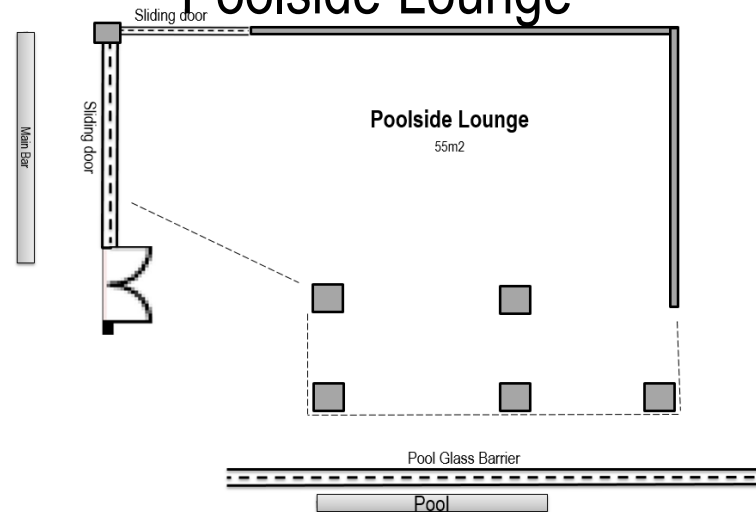 Poolside Lounge
Sliding door
Sliding door
Main Bar
Poolside Lounge
55m2
Pool Glass Barrier
Pool